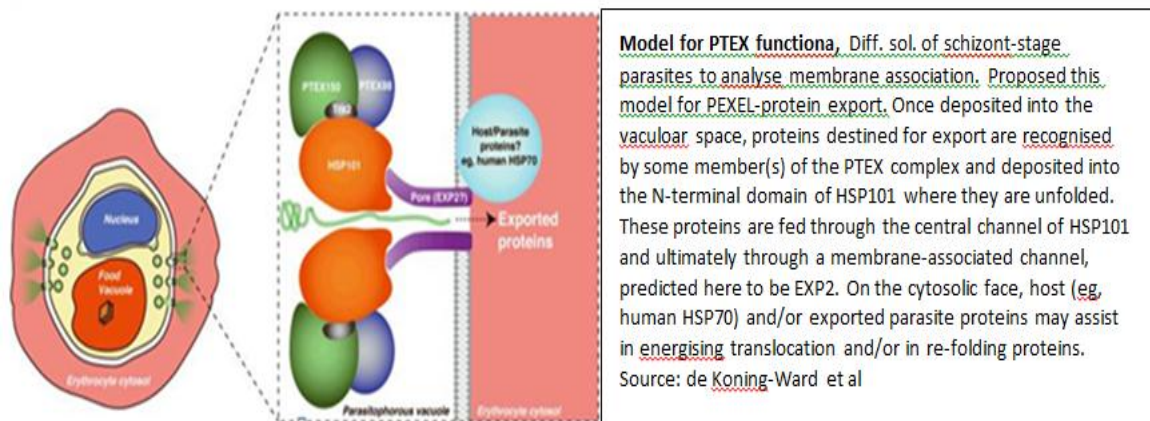 Nucleus
Food
Vacuole
Erythrocyte cytosol
PTEX150
PTEX88
HSP101
Host/Parasite
proteins?
eg. human HSP70
Pore (EXP2?)
Exported
proteins
Parasitophorous vacuole
Erythrocyte cytosol
Model for PTEX functiona, Diff. sol. of schizont-stage
parasites to analyse membrane association. Proposed this
model for PEXEL-protein export. Once deposited into the
vacuolar space, proteins destined for export are recognised
by some member(s) of the PTEX complex and deposited into
the N-terminal domain of HSP101 where they are unfolded.
These proteins are fed through the central channel of HSP101
and ultimately through a membrane-associated channel,
predicted here to be EXP2. On the cytosolic face, host (eg,
human HSP70) and/or exported parasite proteins may assist
in energising translocation and/or in re-folding proteins.
Source: de Koning-Ward et al